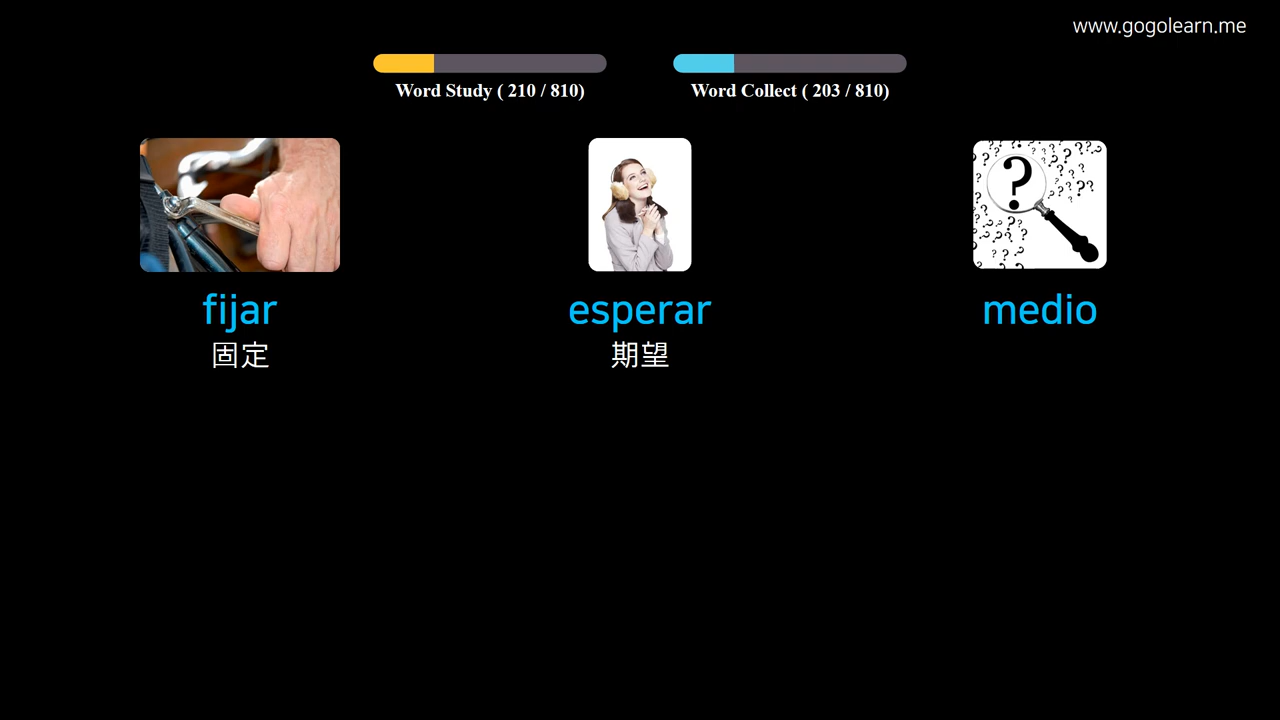 www.gogolearn.me
Word Study ( 210 / 810)
Word Collect ( 203 / 810)
fijar
固定
esperar
期望
medio